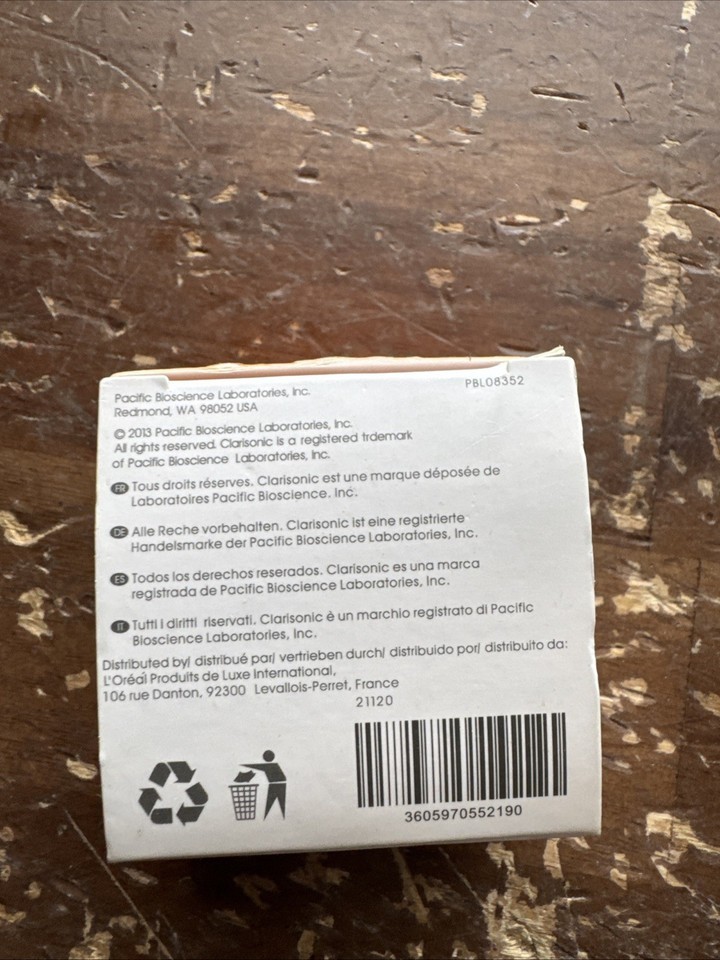 Pacific Bioscience Laboratories, Inc.
PBL08352
Redmond, WA 98052 USA
© 2013 Pacific Bioscience Laboratories, Inc.
All rights reserved. Clarisonic is a registered trdemark
of Pacific Bioscience Laboratories, Inc.
FR Tous droits réserves. Clarisonic est une marque déposée de
Laboratoires Pacific Bioscience. Inc.
DE Alle Reche vorbehalten. Clarisonic ist eine registrierte
Handelsmarke der Pacific Bioscience Laboratories, Inc.
ES Todos los derechos reserados. Clarisonic es una marca
registrada de Pacific Bioscience Laboratories, Inc.
IT Tutti i diritti riservati. Clarisonic è un marchio registrato di Pacific
Bioscience Laboratories, Inc.
Distributed by/ distribué par/ vertrieben durch/ distribuido por/ distribuito da:
L'Oréal Produits de Luxe International,
106 rue Danton, 92300 Levallois-Perret, France
21120
3605970552190